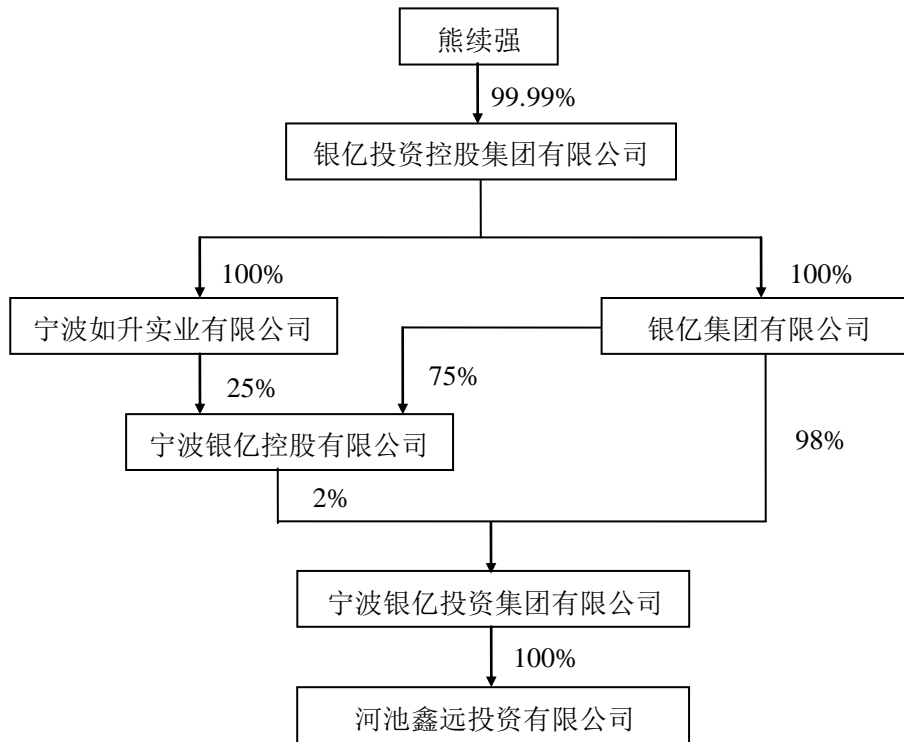 熊续强
99.99%
银亿投资控股集团有限公司
100%
100%
宁波如升实业有限公司
银亿集团有限公司
25%
75%
宁波银亿控股有限公司
98%
2%
宁波银亿投资集团有限公司
100%
河池鑫远投资有限公司